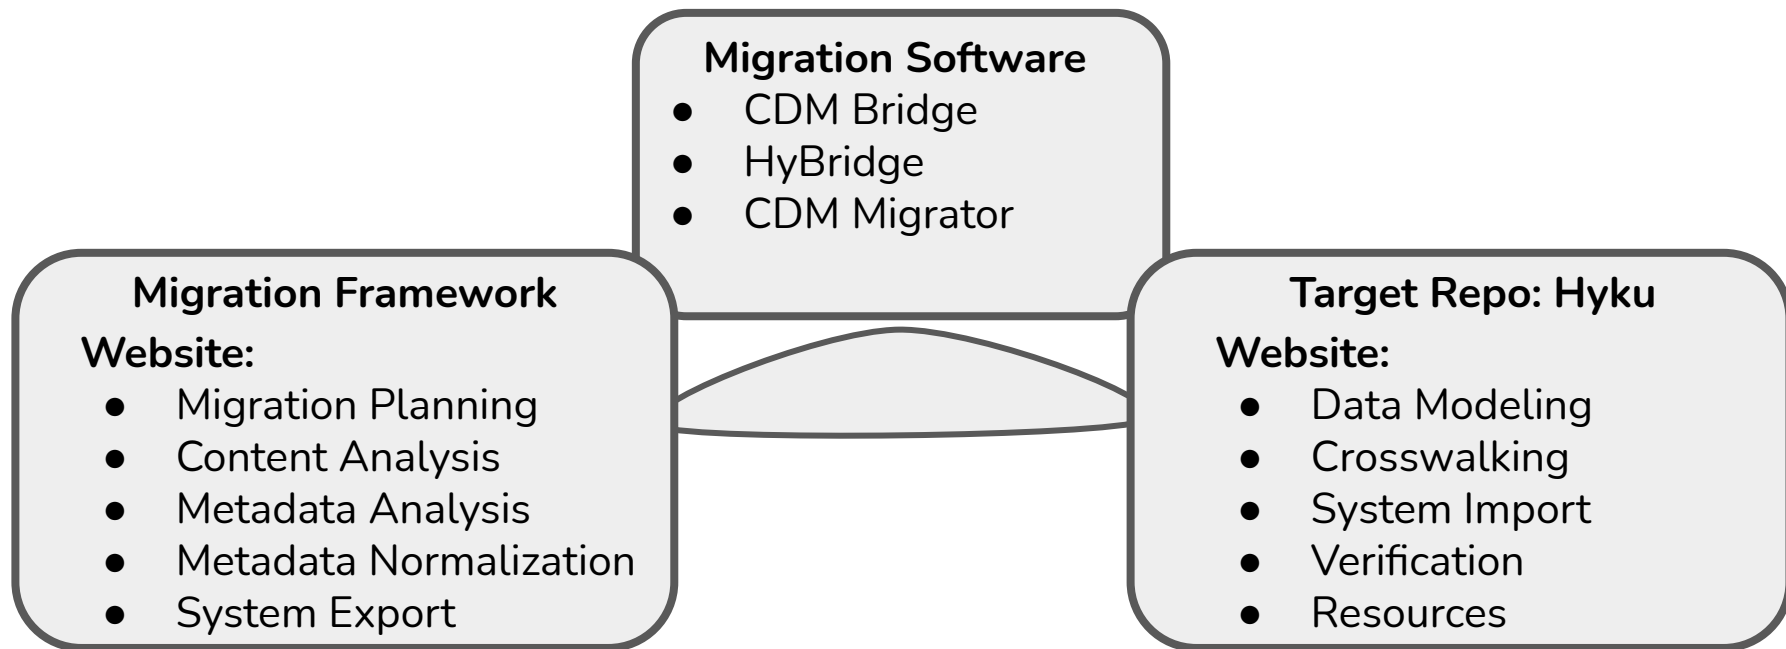 Migration Software
● CDM Bridge
● HyBridge
● CDM Migrator
Migration Framework
Website:
● Migration Planning
● Content Analysis
● Metadata Analysis
● Metadata Normalization
● System Export
Target Repo: Hyku
Website:
● Data Modeling
● Crosswalking
● System Import
● Verification
● Resources